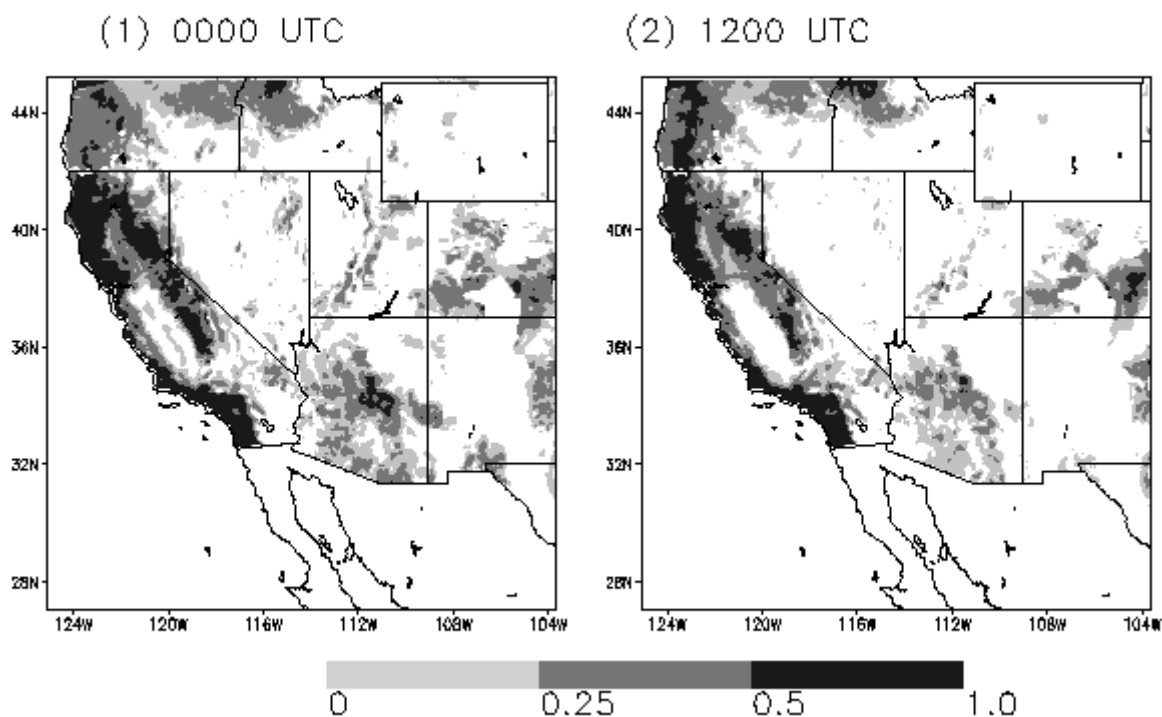 (1) 0000 UTC (2) 1200 UTC
44N 44N
40N 40N
36N 36N
32N 32N
28N 28N
124W 120W 116W 112W 108W 104W 124W 120W 116W 112W 108W 104W
0 0.25 0.5 1.0